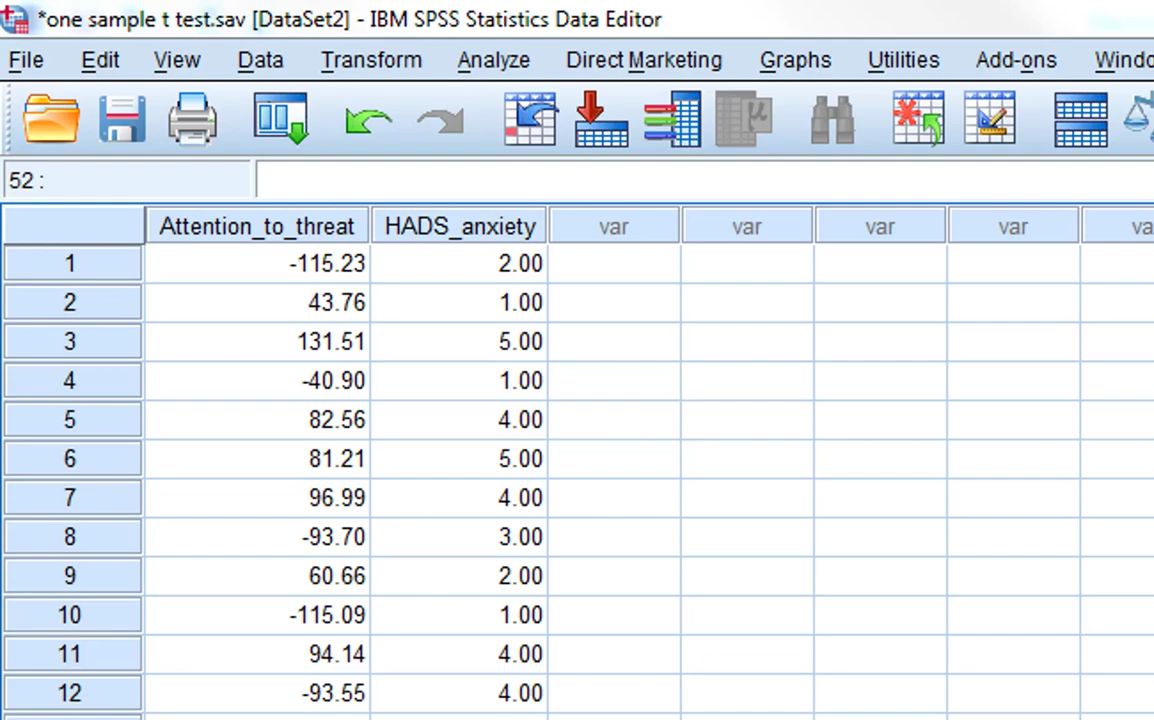 *one sample t test.sav [DataSet2] - IBM SPSS Statistics Data Editor
File Edit View Data Transform Analyze Direct Marketing Graphs Utilities Add-ons Windo
52 :
Attention_to_threat HADS_anxiety var var var var va
1 -115.23 2.00
2 43.76 1.00
3 131.51 5.00
4 -40.90 1.00
5 82.56 4.00
6 81.21 5.00
7 96.99 4.00
8 -93.70 3.00
9 60.66 2.00
10 -115.09 1.00
11 94.14 4.00
12 -93.55 4.00